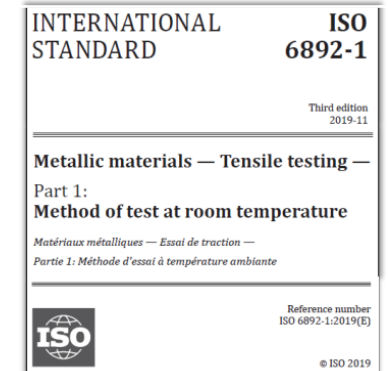 INTERNATIONAL STANDARD
ISO 6892-1
Third edition
2019-11
Metallic materials — Tensile testing —
Part 1:
Method of test at room temperature
Matériaux métalliques — Essai de traction —
Partie 1: Méthode d'essai à température ambiante
ISO
Reference number
ISO 6892-1:2019(E)
© ISO 2019